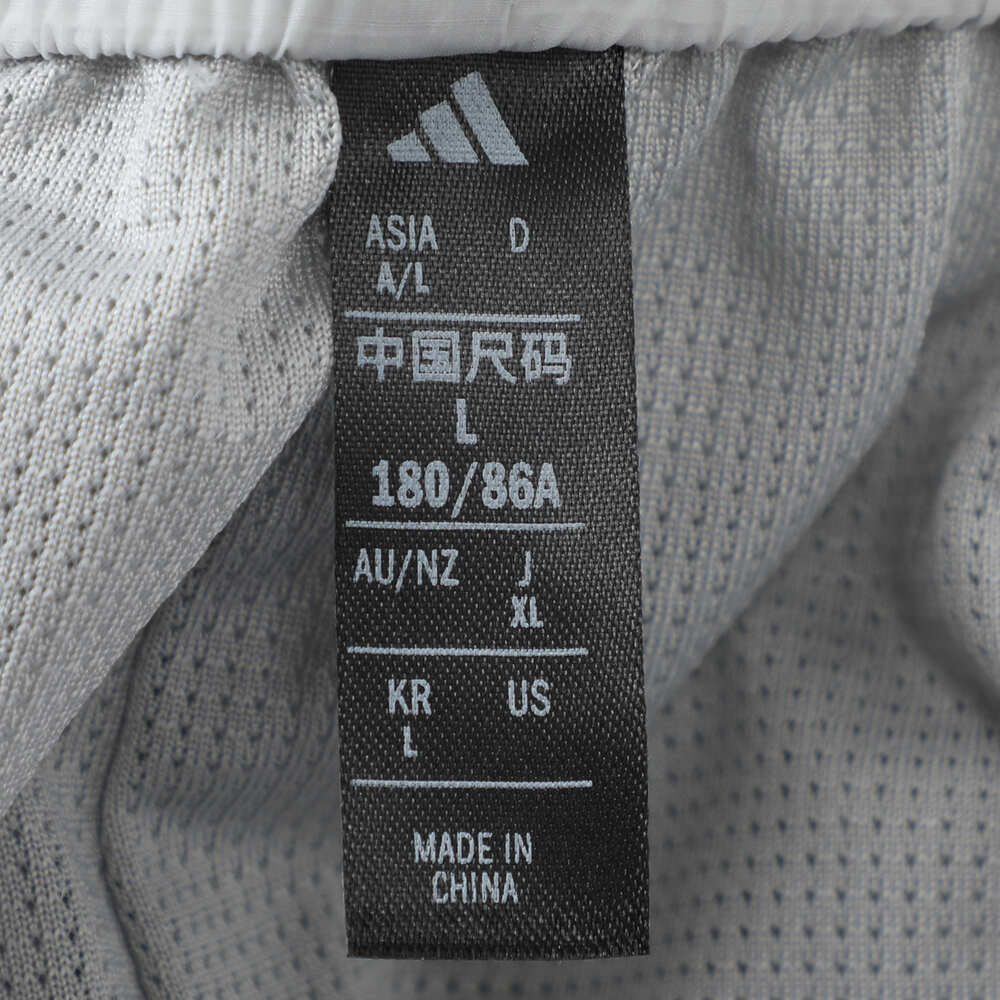 ASIA D
A/L
中国尺码
L
180/86A
AU/NZ J
XL
KR US
L
MADE IN
CHINA